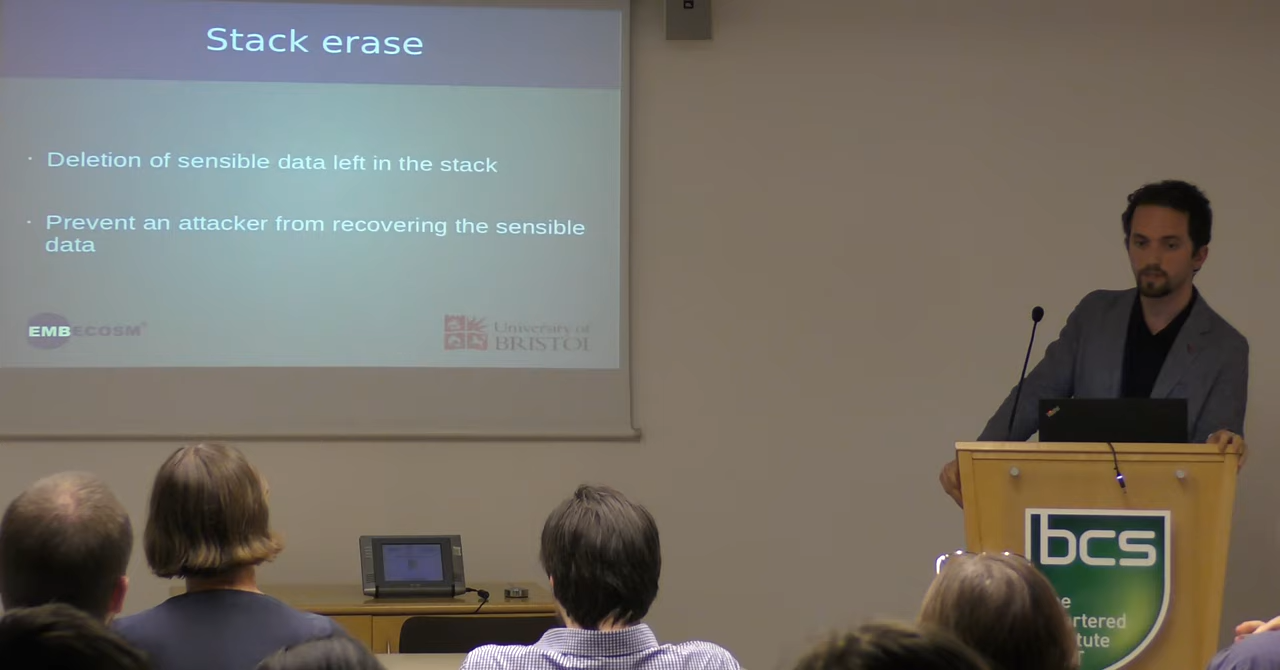 Stack erase
· Deletion of sensible data left in the stack
· Prevent an attacker from recovering the sensible
data
EMBECOSM®
University of
BRISTOL
bcs
e
rtered
tute
T